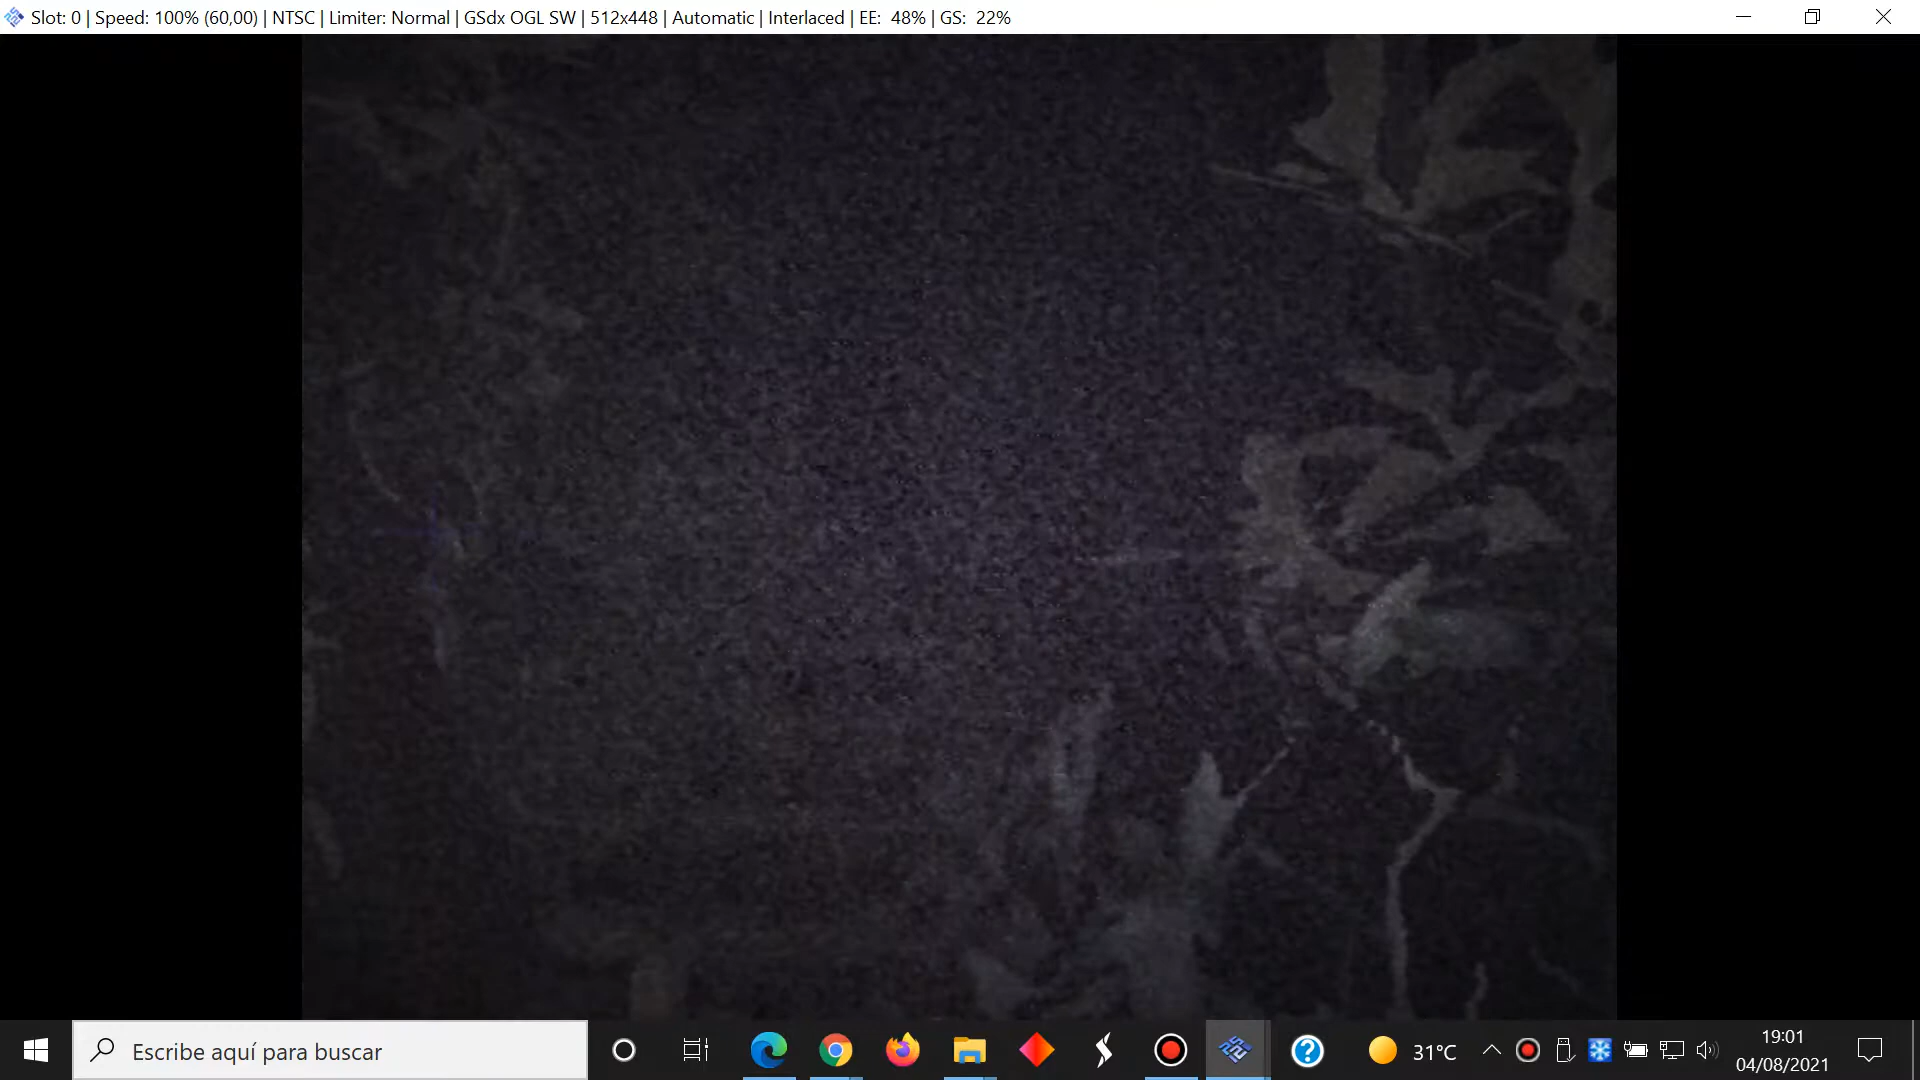 Slot: 0 | Speed: 100% (60,00) | NTSC | Limiter: Normal | GSdx OGL SW | 512x448 | Automatic | Interlaced | EE:  48% | GS:  22%
Escribe aquí para buscar
31°C
19:01
04/08/2021